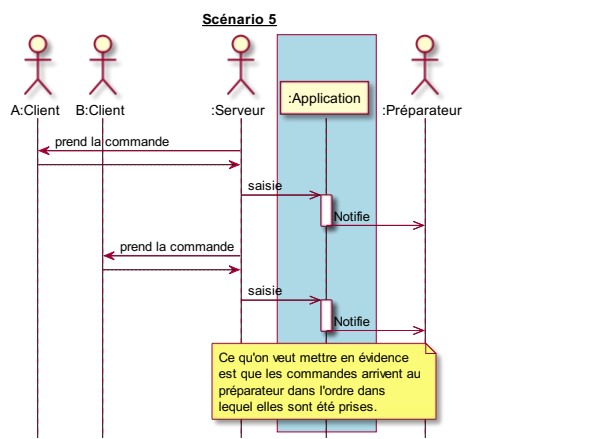 Scénario 5
A:Client B:Client :Serveur :Application :Préparateur
prend la commande
saisie
Notifie
prend la commande
saisie
Notifie
Ce qu'on veut mettre en évidence
est que les commandes arrivent au
préparateur dans l'ordre dans
lequel elles sont été prises.